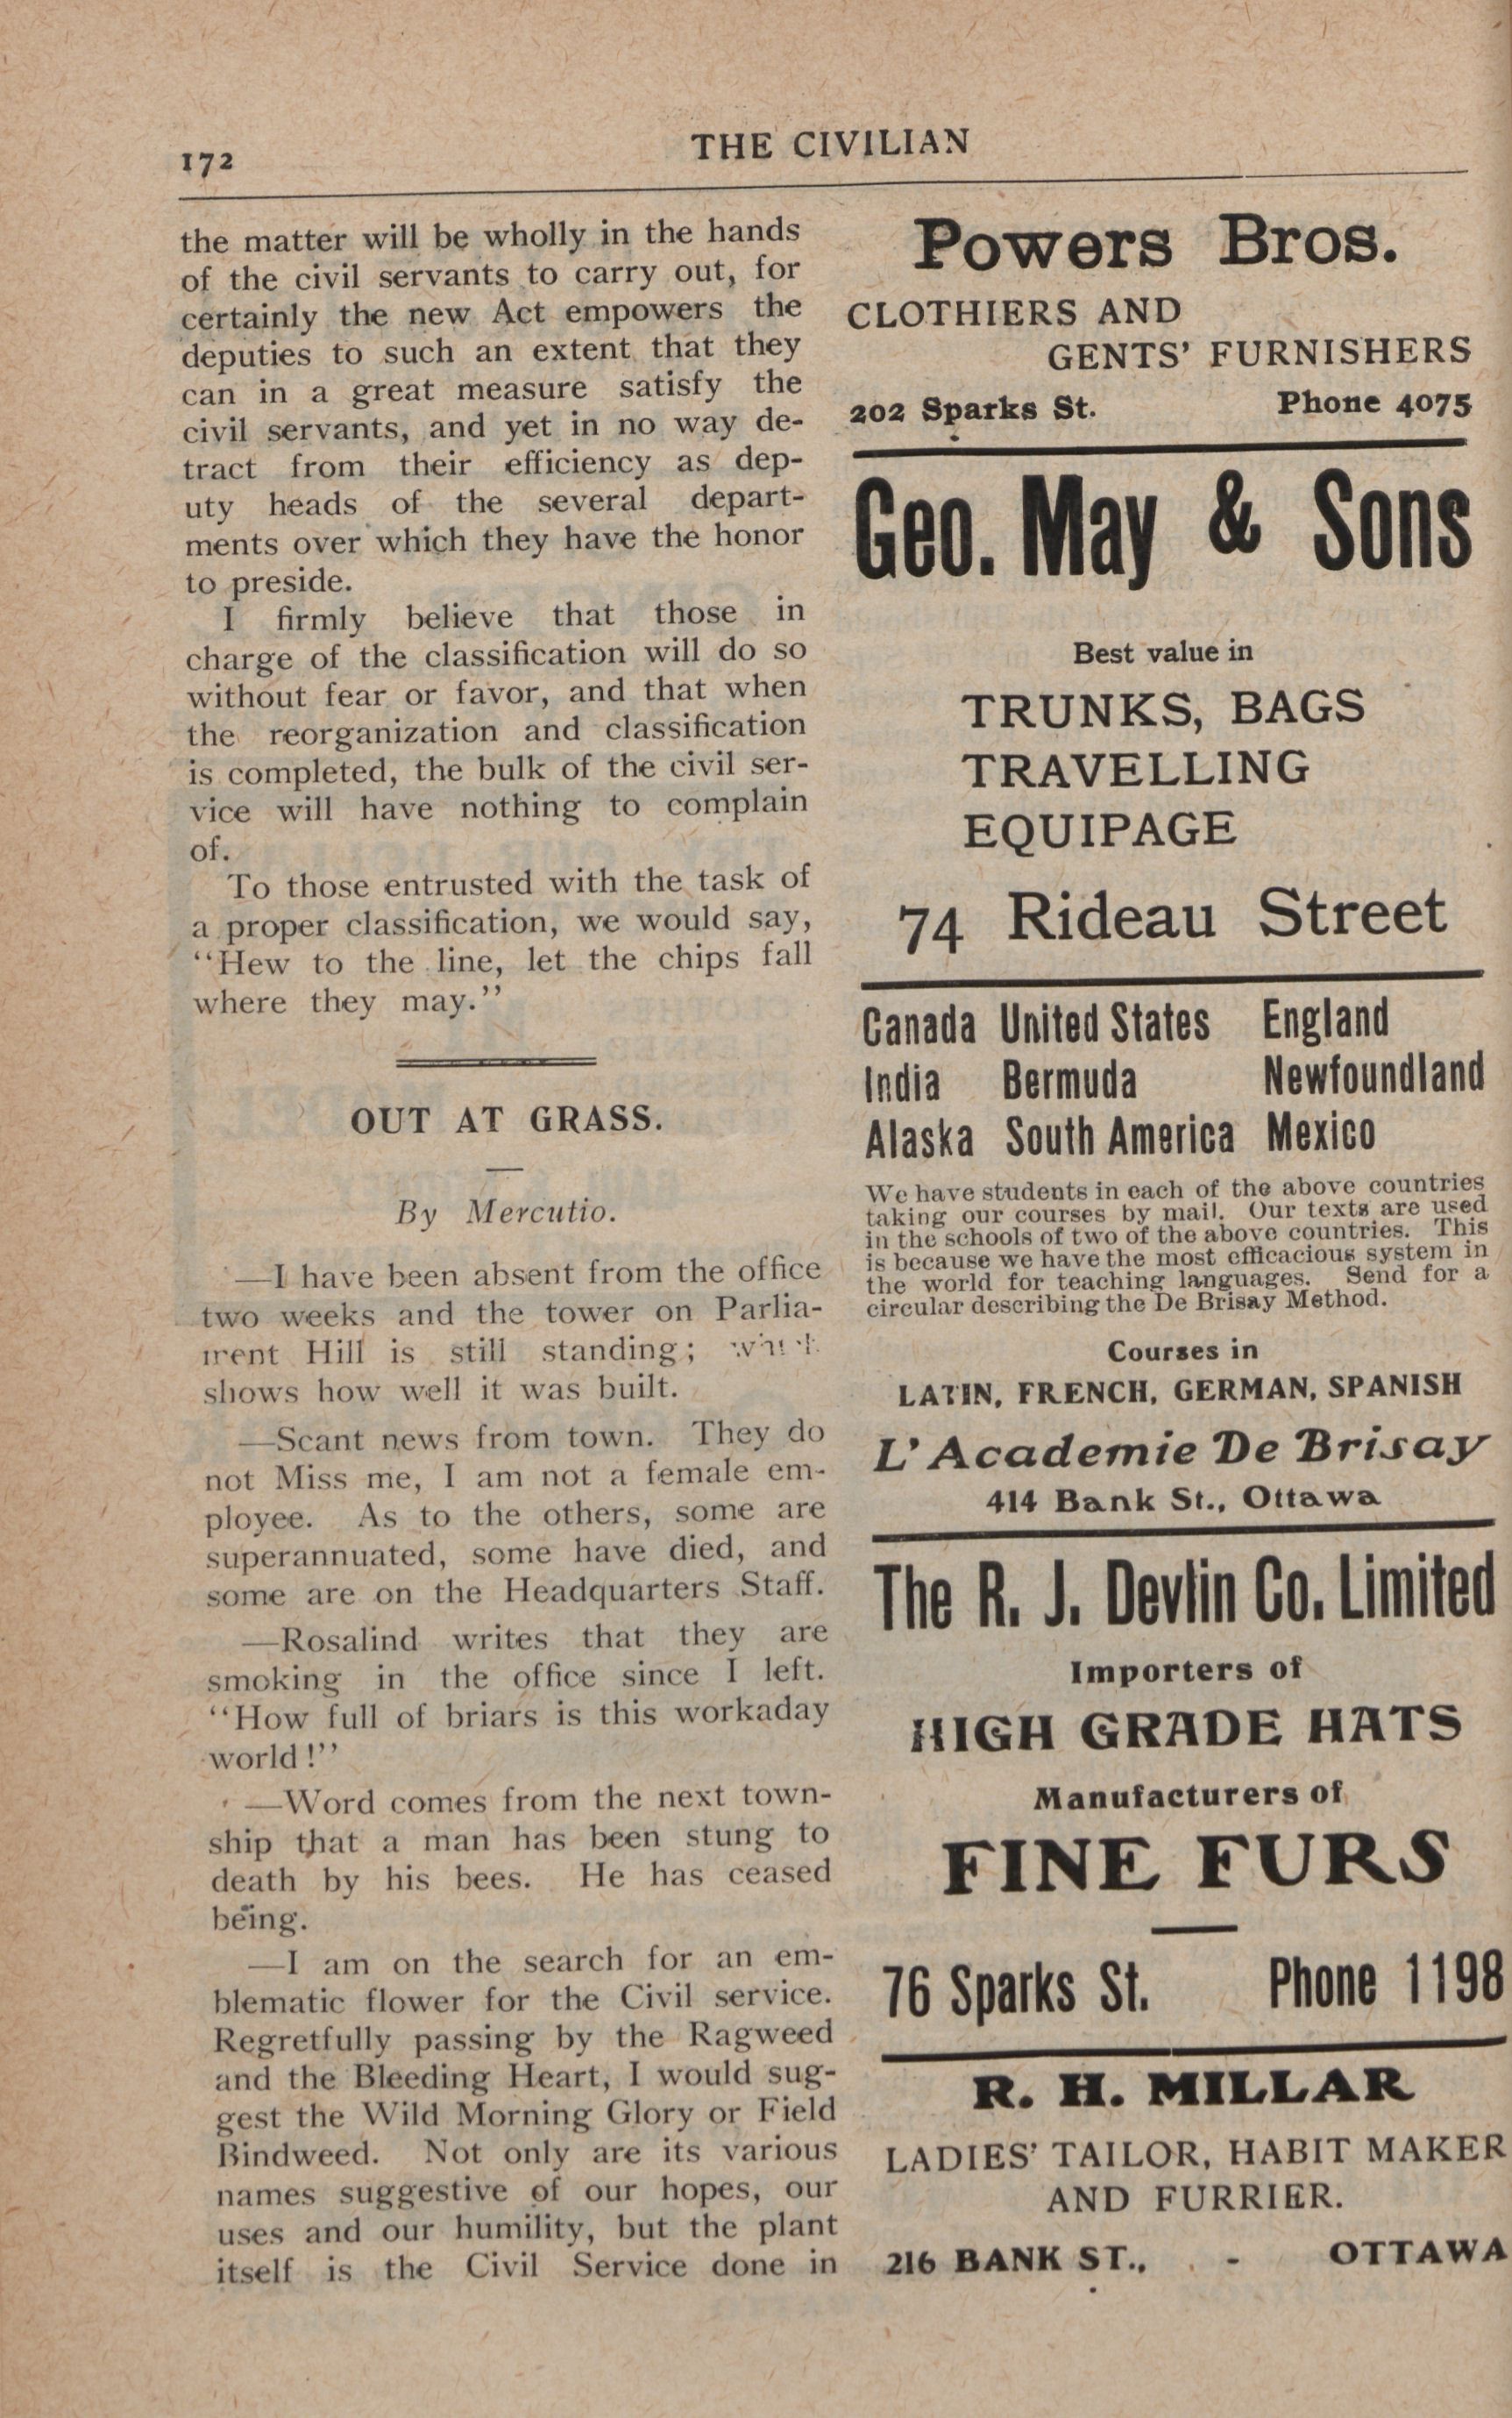 172
THE CIVILIAN
the matter will be wholly in the hands
of the civil servants to carry out, for
certainly the new Act empowers the
deputies to such an extent that they
can in a great measure satisfy the
civil servants, and yet in no way de-
tract from their efficiency as dep-
uty heads of the several depart-
ments over which they have the honor
to preside.
I firmly believe that those in
charge of the classification will do so
without fear or favor, and that when
the reorganization and classification
is completed, the bulk of the civil ser-
vice will have nothing to complain
of.
To those entrusted with the task of
a proper classification, we would say,
“Hew to the line, let the chips fall
where they may.”
OUT AT GRASS.
By Mercutio.
—I have been absent from the office
two weeks and the tower on Parlia-
ment Hill is still standing;
shows how well it was built.
—Scant news from town. They do
not Miss me, I am not a female em-
ployee. As to the others, some are
superannuated, some have died, and
some are on the Headquarters Staff.
—Rosalind writes that they are
smoking in the office since I left.
“How full of briars is this workaday
world!”
—Word comes from the next town-
ship that a man has been stung to
death by his bees. He has ceased
being.
—I am on the search for an em-
blematic flower for the Civil service.
Regretfully passing by the Ragweed
and the Bleeding Heart, I would sug-
gest the Wild Morning Glory or Field
Bindweed. Not only are its various
names suggestive of our hopes, our
uses and our humility, but the plant
itself is the Civil Service done in
Powers Bros.
CLOTHIERS AND
GENTS’ FURNISHERS
202 Sparks St. Phone 4075
Geo. May & Sons
Best value in
TRUNKS, BAGS
TRAVELLING
EQUIPAGE
74 Rideau Street
Canada United States England
India Bermuda Newfoundland
Alaska South America Mexico
We have students in each of the above countries
taking our courses by mail. Our texts are used
in the schools of two of the above countries. This
is because we have the most efficacious system in
the world for teaching languages. Send for a
circular describing the De Brisay Method.
Courses in
LATIN, FRENCH, GERMAN, SPANISH
L’Academie De Brisay
414 Bank St., Ottawa
The R. J. Devlin Co. Limited
Importers of
HIGH GRADE HATS
Manufacturers of
FINE FURS
76 Sparks St. Phone 1198
R. H. MILLAR
LADIES’ TAILOR, HABIT MAKER
AND FURRIER.
216 BANK ST., - OTTAWA